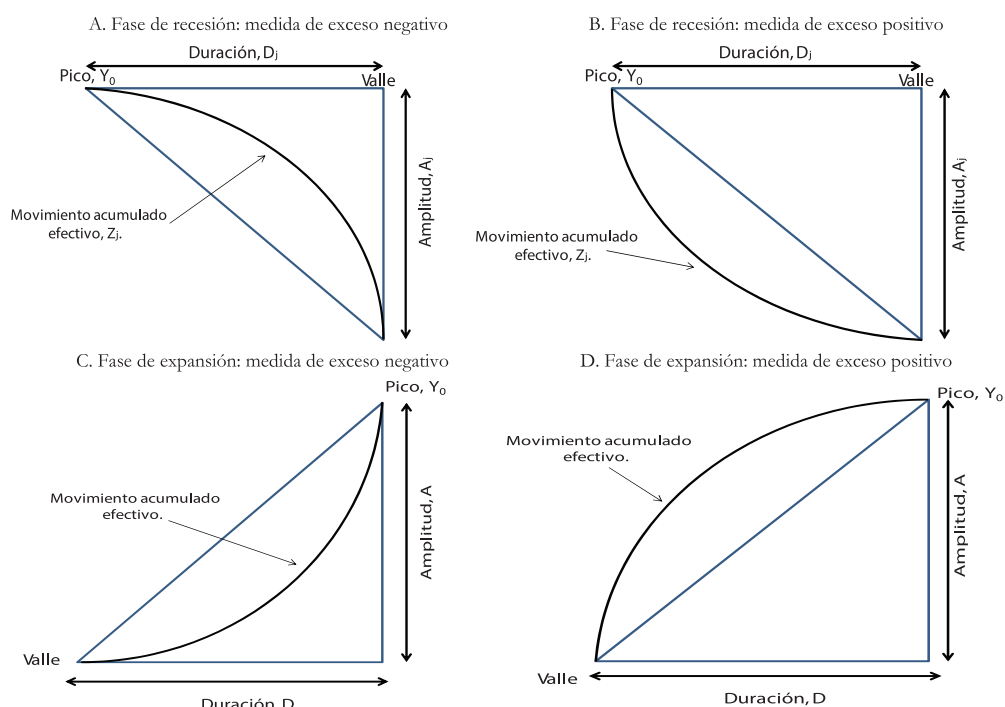 A. Fase de recesión: medida de exceso negativo
Duración, Dj
Pico, Y0
Valle
Amplitud, Aj
Movimiento acumulado
efectivo, Zj.
B. Fase de recesión: medida de exceso positivo
Duración, Dj
Pico, Y0
Valle
Amplitud, Aj
Movimiento acumulado
efectivo, Zj.
C. Fase de expansión: medida de exceso negativo
Pico, Y0
Movimiento acumulado
efectivo.
Amplitud, A
Valle
Duración, D
D. Fase de expansión: medida de exceso positivo
Pico, Y0
Movimiento acumulado
efectivo.
Amplitud, A
Valle
Duración, D